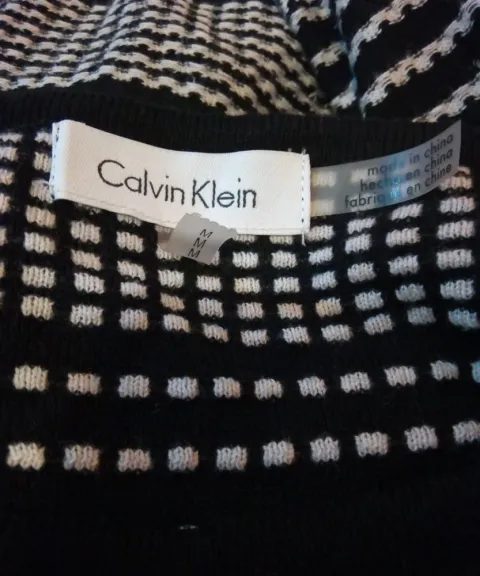 Calvin Klein
M
M
M
made in china
hecho en china
fabriqué en chine